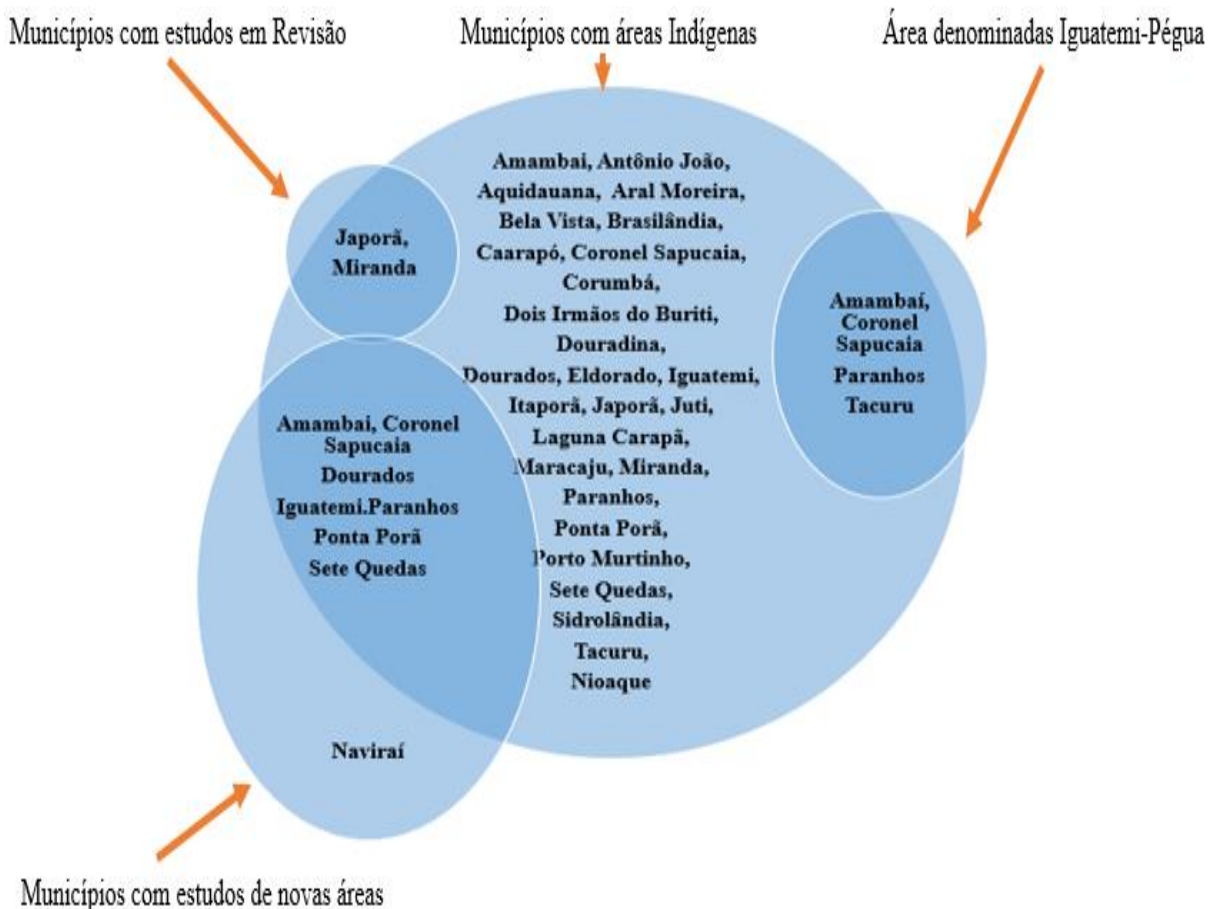 Municípios com estudos em Revisão
Municípios com áreas Indígenas
Área denominadas Iguatemi-Pégua
Amambai, Antônio João,
Aquidauana, Aral Moreira,
Bela Vista, Brasilândia,
Caarapó, Coronel Sapucaia,
Corumbá,
Dois Irmãos do Buriti,
Douradina,
Dourados, Eldorado, Iguatemi,
Itaporã, Japorã, Juti,
Laguna Carapã,
Maracaju, Miranda,
Paranhos,
Ponta Porã,
Porto Murtinho,
Sete Quedas,
Sidrolândia,
Tacuru,
Nioaque
Japorã,
Miranda
Amambaí,
Coronel
Sapucaia
Paranhos
Tacuru
Amambai, Coronel
Sapucaia
Dourados
Iguatemi.Paranhos
Ponta Porã
Sete Quedas
Naviraí
Municípios com estudos de novas áreas